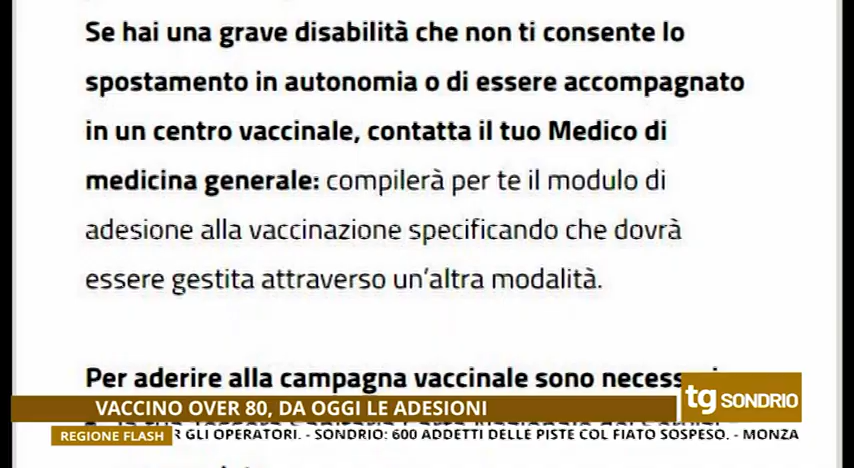 Se hai una grave disabilità che non ti consente lo
spostamento in autonomia o di essere accompagnato
in un centro vaccinale, contatta il tuo Medico di
medicina generale: compilerà per te il modulo di
adesione alla vaccinazione specificando che dovrà
essere gestita attraverso un'altra modalità.
Per aderire alla campagna vaccinale sono
tg SONDRIO
VACCINO OVER 80, DA OGGI LE ADESIONI
REGIONE FLASH
GLI OPERATORI. - SONDRIO: 600 ADDETTI DELLE PISTE COL FIATO SOSPESO. - MONZA